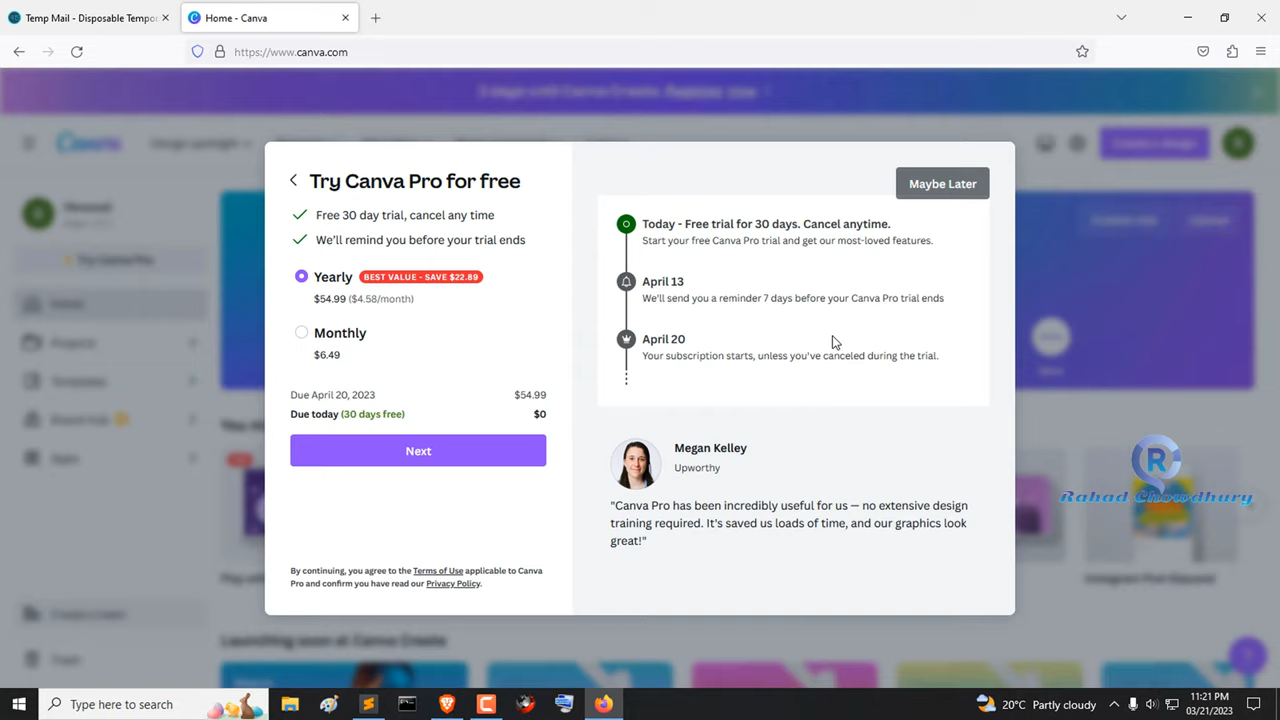 Temp Mail - Disposable Tempor
Home - Canva
https://www.canva.com
Try Canva Pro for free
Free 30 day trial, cancel any time
We'll remind you before your trial ends
Yearly BEST VALUE - SAVE $22.89
$54.99 ($4.58/month)
Monthly
$6.49
Due April 20, 2023 $54.99
Due today (30 days free) $0
Next
By continuing, you agree to the Terms of Use applicable to Canva
Pro and confirm you have read our Privacy Policy.
Maybe Later
Today - Free trial for 30 days. Cancel anytime.
Start your free Canva Pro trial and get our most-loved features.
April 13
We'll send you a reminder 7 days before your Canva Pro trial ends
April 20
Your subscription starts, unless you've canceled during the trial.
Megan Kelley
Upworthy
"Canva Pro has been incredibly useful for us — no extensive design
training required. It's saved us loads of time, and our graphics look
great!"
R
Rahad Chowdhury
Type here to search
20°C Partly cloudy
11:21 PM
03/21/2023